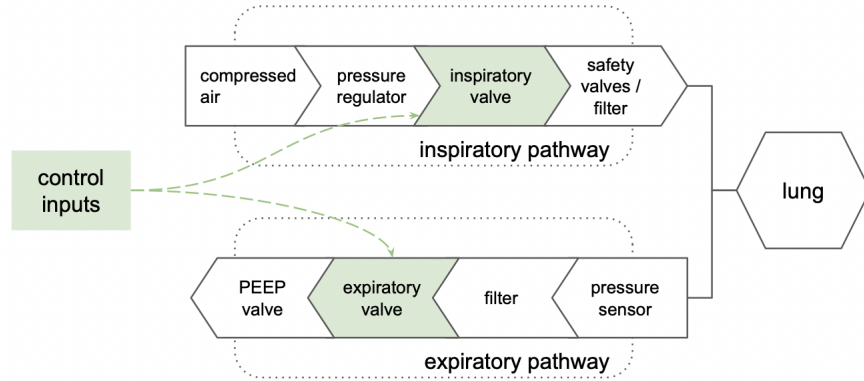 compressed
air
pressure
regulator
inspiratory
valve
safety
valves /
filter
inspiratory pathway
control
inputs
lung
PEEP
valve
expiratory
valve
filter
pressure
sensor
expiratory pathway